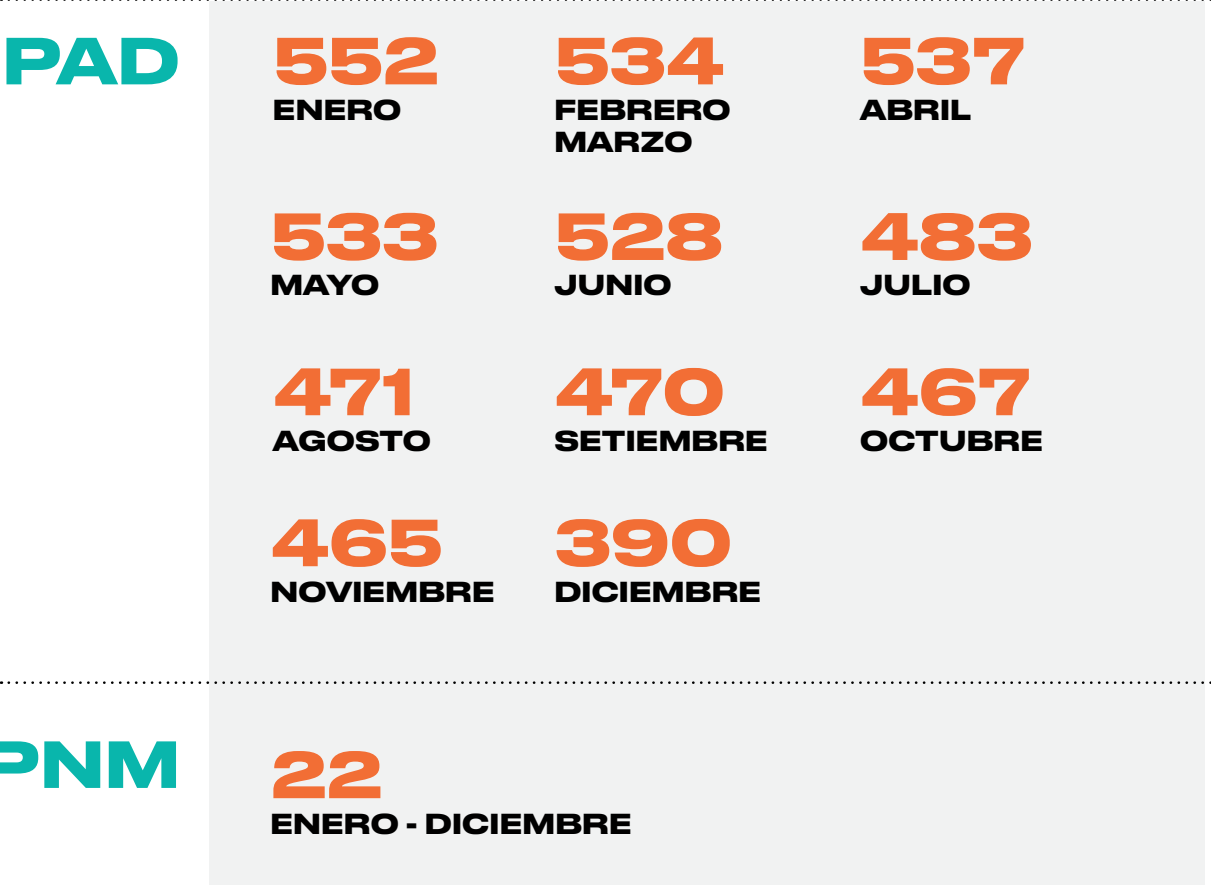 PAD
552 534 537
ENERO FEBRERO ABRIL
MARZO
533 528 483
MAYO JUNIO JULIO
471 470 467
AGOSTO SETIEMBRE OCTUBRE
465 390
NOVIEMBRE DICIEMBRE
PNM
22
ENERO - DICIEMBRE